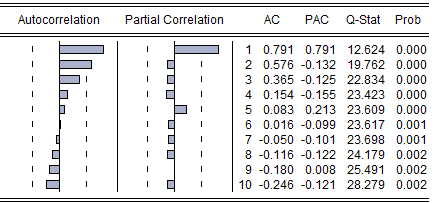 Autocorrelation Partial Correlation AC PAC Q-Stat Prob
1 0.791 0.791 12.624 0.000
2 0.576 -0.132 19.762 0.000
3 0.365 -0.125 22.834 0.000
4 0.154 -0.155 23.423 0.000
5 0.083 0.213 23.609 0.000
6 0.016 -0.099 23.617 0.001
7 -0.050 -0.101 23.698 0.001
8 -0.116 -0.122 24.179 0.002
9 -0.180 0.008 25.491 0.002
10 -0.246 -0.121 28.279 0.002